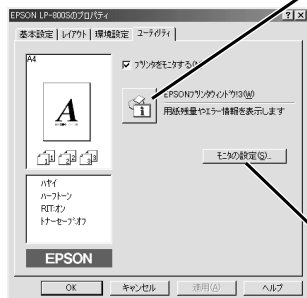 EPSON LP-800Sのプロパティ
基本設定 レイアウト 環境設定 ユーティリティ
A4
プリンタをモニタする(M)
A
EPSONプリンタウィンドウ!3(W)
用紙残量やエラー情報を表示します
モニタの設定(S)...
ハヤイ
ハーフトーン
RIT:オン
トナーセーブ:オフ
EPSON
OK キャンセル 適用(A) ヘルプ